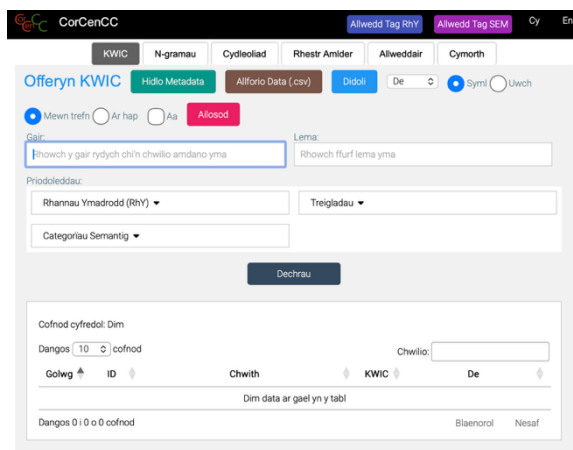 CorCenCC Allwedd Tag RhY Allwedd Tag SEM Cy En
KWIC N-gramau Cydleoliad Rhestr Amlder Allweddair Cymorth
Offeryn KWIC Hidlo Metadata Allforio Data (.csv) Didoli De Syml Uwch
Mewn trefn Ar hap Aa Ailosod
Gair: Lema:
Rhowch y gair rydych chi'n chwilio amdano yma Rhowch ffurf lema yma
Priodoleddau:
Rhannau Ymadrodd (RhY) Treigladau
Categorïau Semantig
Dechrau
Cofnod cyfredol: Dim
Dangos 10 cofnod Chwilio:
Golwg ID Chwith KWIC De
Dim data ar gael yn y tabl
Dangos 0 i 0 o 0 cofnod Blaenorol Nesaf